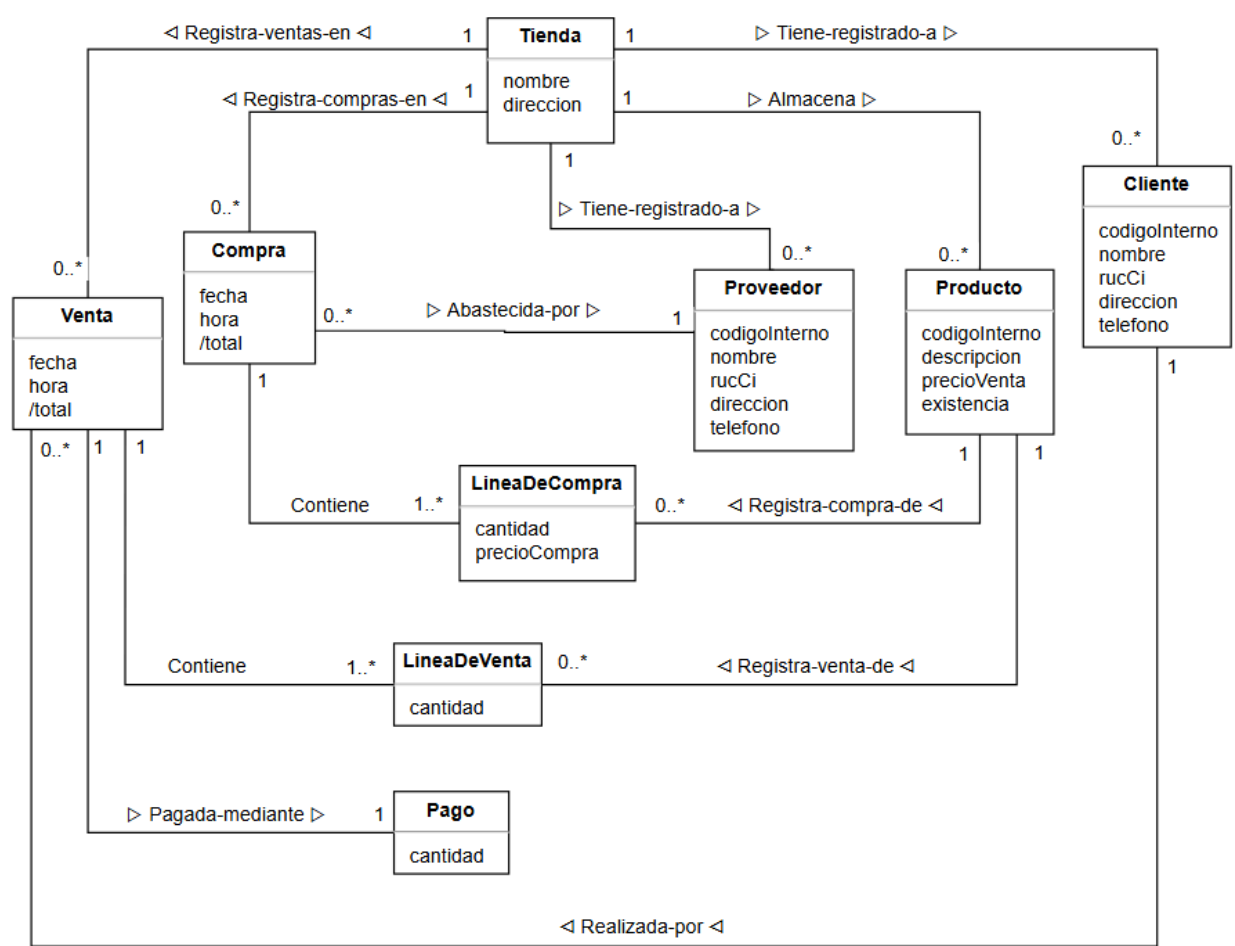 ◁ Registra-ventas-en ◁
1
Tienda
1
▷ Tiene-registrado-a ▷
nombre
direccion
◁ Registra-compras-en ◁
1
1
▷ Almacena ▷
1
0..*
Cliente
codigoInterno
nombre
rucCi
direccion
telefono
1
▷ Tiene-registrado-a ▷
0..*
Compra
fecha
hora
/total
0..*
▷ Abastecida-por ▷
1
1
0..*
Proveedor
codigoInterno
nombre
rucCi
direccion
telefono
0..*
Producto
codigoInterno
descripcion
precioVenta
existencia
1
1
0..*
Venta
fecha
hora
/total
0..*
1
1
Contiene
1..*
LineaDeCompra
cantidad
precioCompra
0..*
◁ Registra-compra-de ◁
Contiene
1..*
LineaDeVenta
cantidad
0..*
◁ Registra-venta-de ◁
▷ Pagada-mediante ▷
1
Pago
cantidad
◁ Realizada-por ◁